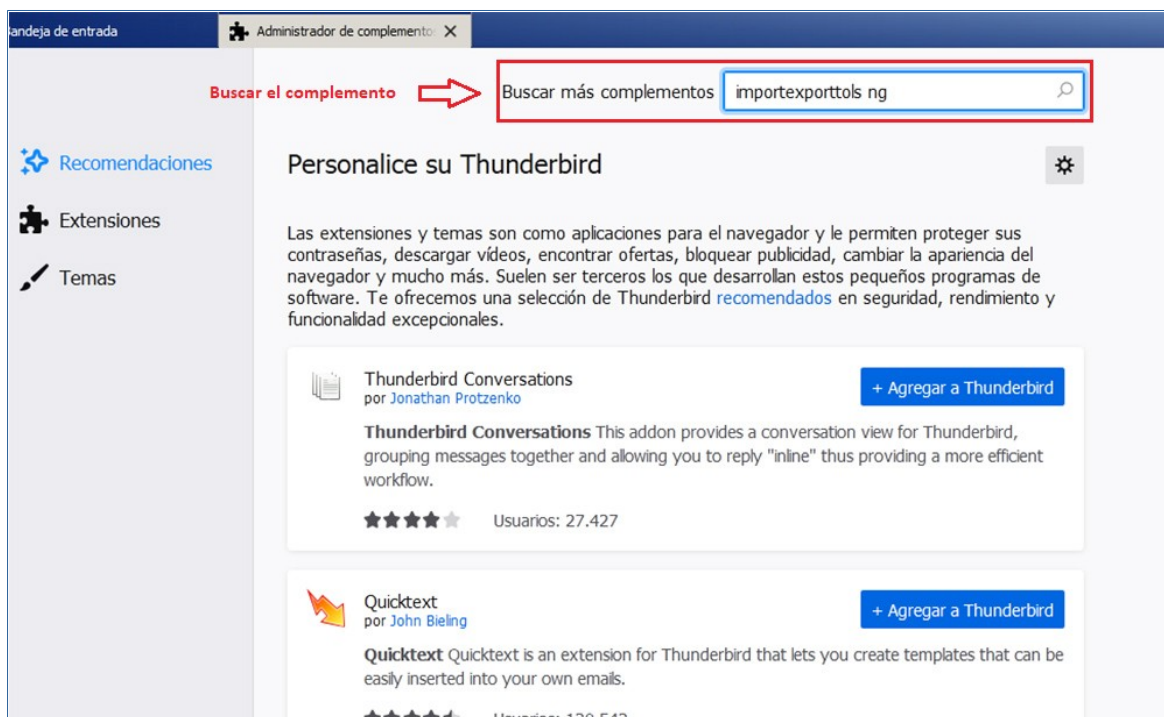 Bandeja de entrada
Administrador de complemento
Buscar el complemento
Buscar más complementos
importexporttols ng
Recomendaciones
Extensiones
Temas
Personalice su Thunderbird
Las extensiones y temas son como aplicaciones para el navegador y le permiten proteger sus
contraseñas, descargar vídeos, encontrar ofertas, bloquear publicidad, cambiar la apariencia del
navegador y mucho más. Suelen ser terceros los que desarrollan estos pequeños programas de
software. Te ofrecemos una selección de Thunderbird recomendados en seguridad, rendimiento y
funcionalidad excepcionales.
Thunderbird Conversations
por Jonathan Protzenko
+ Agregar a Thunderbird
Thunderbird Conversations This addon provides a conversation view for Thunderbird,
grouping messages together and allowing you to reply "inline" thus providing a more efficient
workflow.
Usuarios: 27.427
Quicktext
por John Bieling
+ Agregar a Thunderbird
Quicktext Quicktext is an extension for Thunderbird that lets you create templates that can be
easily inserted into your own emails.